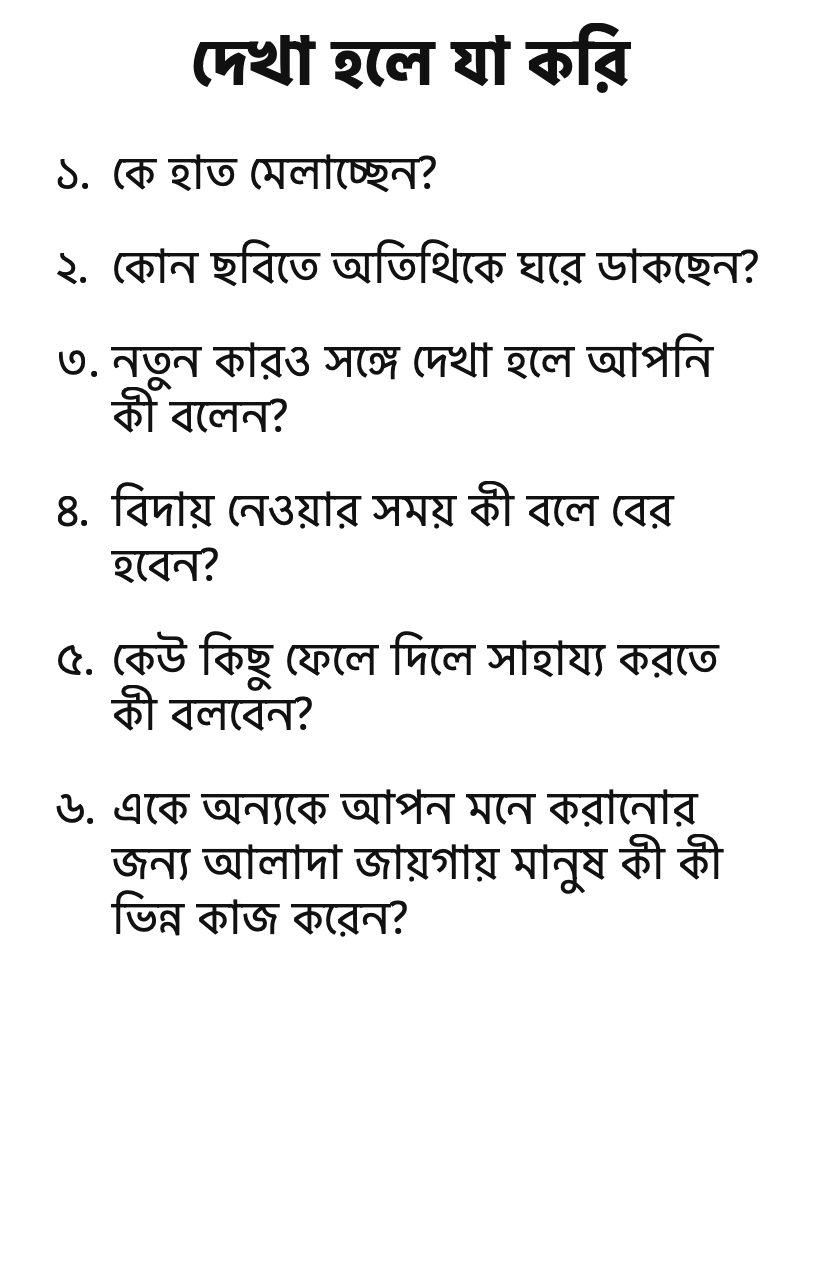 দেখা হলে যা করি
১. কে হাত মেলাচ্ছেন?
২. কোন ছবিতে অতিথিকে ঘরে ডাকছেন?
৩. নতুন কারও সঙ্গে দেখা হলে আপনি
কী বলেন?
৪. বিদায় নেওয়ার সময় কী বলে বের
হবেন?
৫. কেউ কিছু ফেলে দিলে সাহায্য করতে
কী বলবেন?
৬. একে অন্যকে আপন মনে করানোর
জন্য আলাদা জায়গায় মানুষ কী কী
ভিন্ন কাজ করেন?